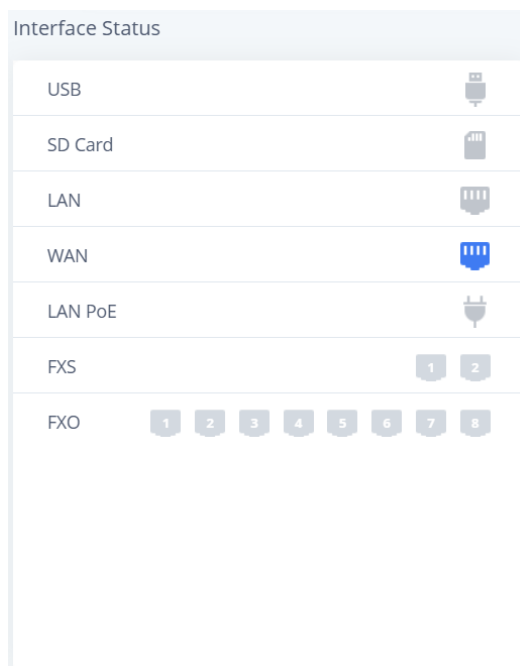 Interface Status
USB
SD Card
LAN
WAN
LAN PoE
FXS 1 2
FXO 1 2 3 4 5 6 7 8